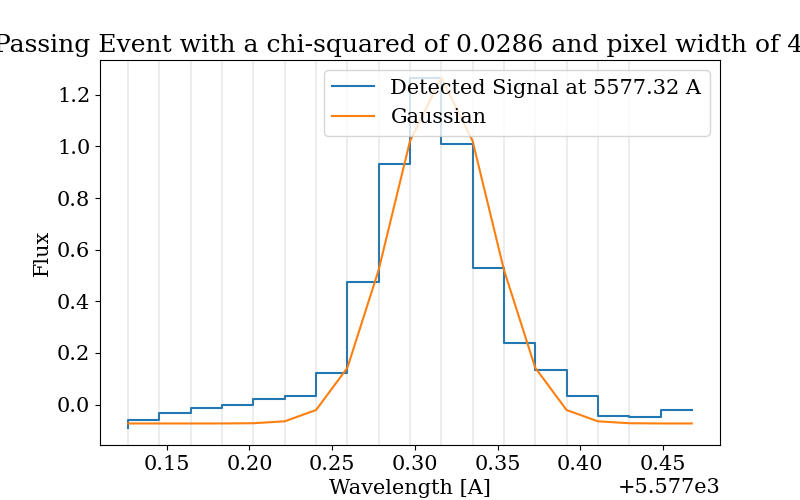 Passing Event with a chi-squared of 0.0286 and pixel width of 4
Detected Signal at 5577.32 A
Gaussian
Flux
1.2
1.0
0.8
0.6
0.4
0.2
0.0
0.15 0.20 0.25 0.30 0.35 0.40 0.45
Wavelength [A]
+5.577e3